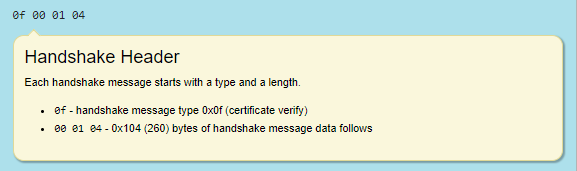 0f 00 01 04
Handshake Header
Each handshake message starts with a type and a length.
• 0f - handshake message type 0x0f (certificate verify)
• 00 01 04 - 0x104 (260) bytes of handshake message data follows